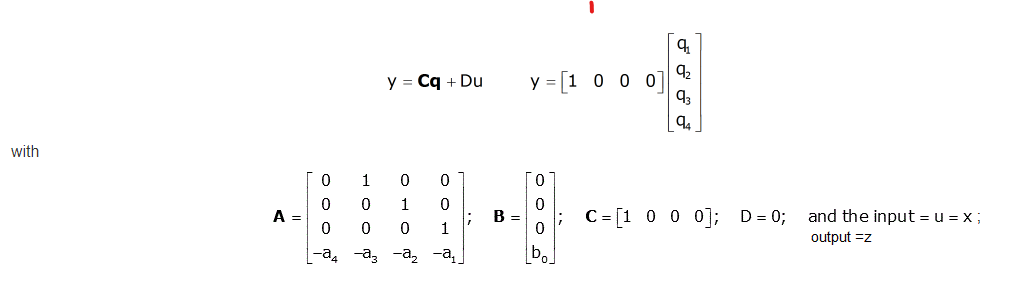 y = Cq + Du y = [1 0 0 0] [q₁ q₂ q₃ q₄]
with
A = [0 1 0 0; 0 0 1 0; 0 0 0 1; −a₄ −a₃ −a₂ −a₁]; B = [0 0 0 b₀]; C = [1 0 0 0]; D = 0; and the input = u = x ;
output =z